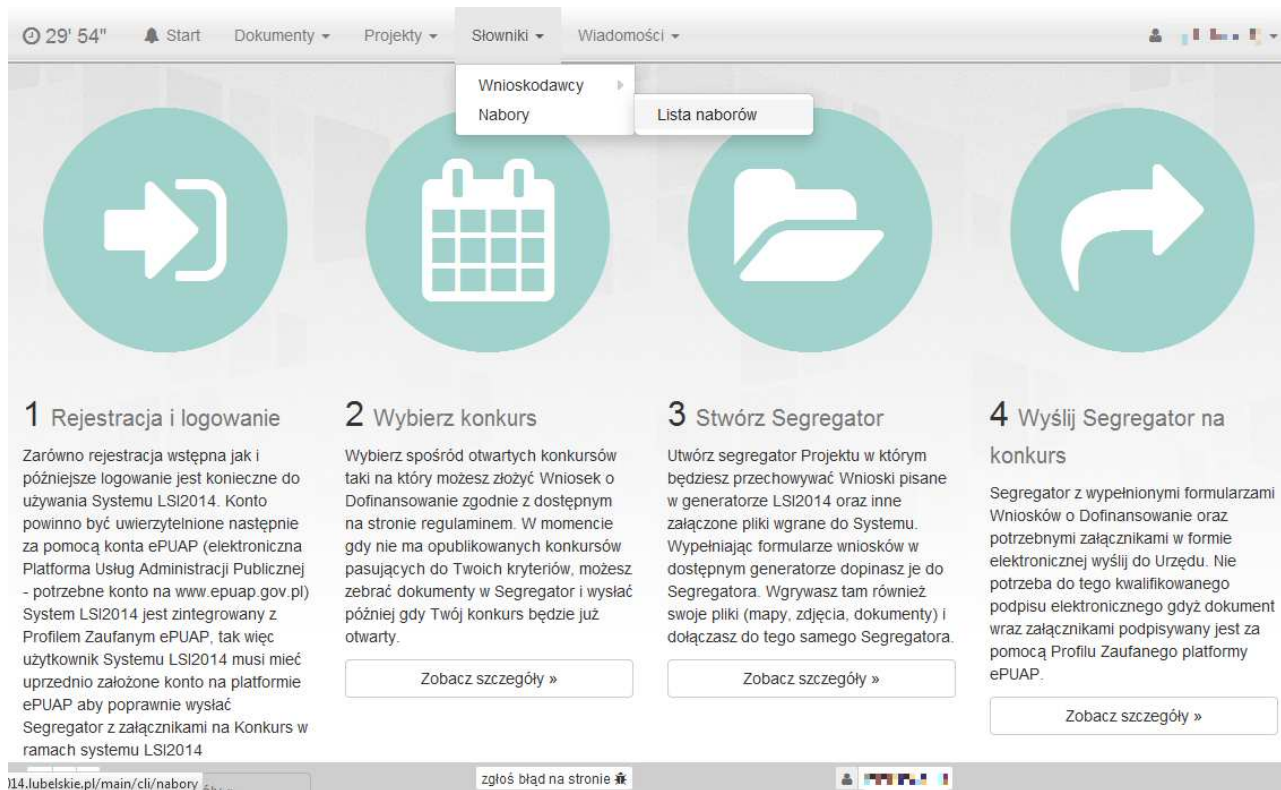 29' 54" Start Dokumenty Projekty Słowniki Wiadomości
Wnioskodawcy
Nabory
Lista naborów
1 Rejestracja i logowanie
Zarówno rejestracja wstępna jak i
późniejsze logowanie jest konieczne do
używania Systemu LSI2014. Konto
powinno być uwierzytelnione następnie
za pomocą konta ePUAP (elektroniczna
Platforma Usług Administracji Publicznej
- potrzebne konto na www.epuap.gov.pl)
System LSI2014 jest zintegrowany z
Profilem Zaufanym ePUAP, tak więc
użytkownik Systemu LSI2014 musi mieć
uprzednio założone konto na platformie
ePUAP aby poprawnie wysłać
Segregator z załącznikami na Konkurs w
ramach systemu LSI2014
2 Wybierz konkurs
Wybierz spośród otwartych konkursów
taki na który możesz złożyć Wniosek o
Dofinansowanie zgodnie z dostępnym
na stronie regulaminem. W momencie
gdy nie ma opublikowanych konkursów
pasujących do Twoich kryteriów, możesz
zebrać dokumenty w Segregator i wysłać
później gdy Twój konkurs będzie już
otwarty.
Zobacz szczegóły »
3 Stwórz Segregator
Utwórz segregator Projektu w którym
będziesz przechowywać Wnioski pisane
w generatorze LSI2014 oraz inne
załączone pliki wgrane do Systemu.
Wypełniając formularze wniosków w
dostępnym generatorze dopinasz je do
Segregatora. Wgrywasz tam również
swoje pliki (mapy, zdjęcia, dokumenty) i
dołączasz do tego samego Segregatora.
Zobacz szczegóły »
4 Wyślij Segregator na
konkurs
Segregator z wypełnionymi formularzami
Wniosków o Dofinansowanie oraz
potrzebnymi załącznikami w formie
elektronicznej wyślij do Urzędu. Nie
potrzeba do tego kwalifikowanego
podpisu elektronicznego gdyż dokument
wraz załącznikami podpisywany jest za
pomocą Profilu Zaufanego platformy
ePUAP.
Zobacz szczegóły »
014.lubelskie.pl/main/cli/nabory
zgłoś błąd na stronie